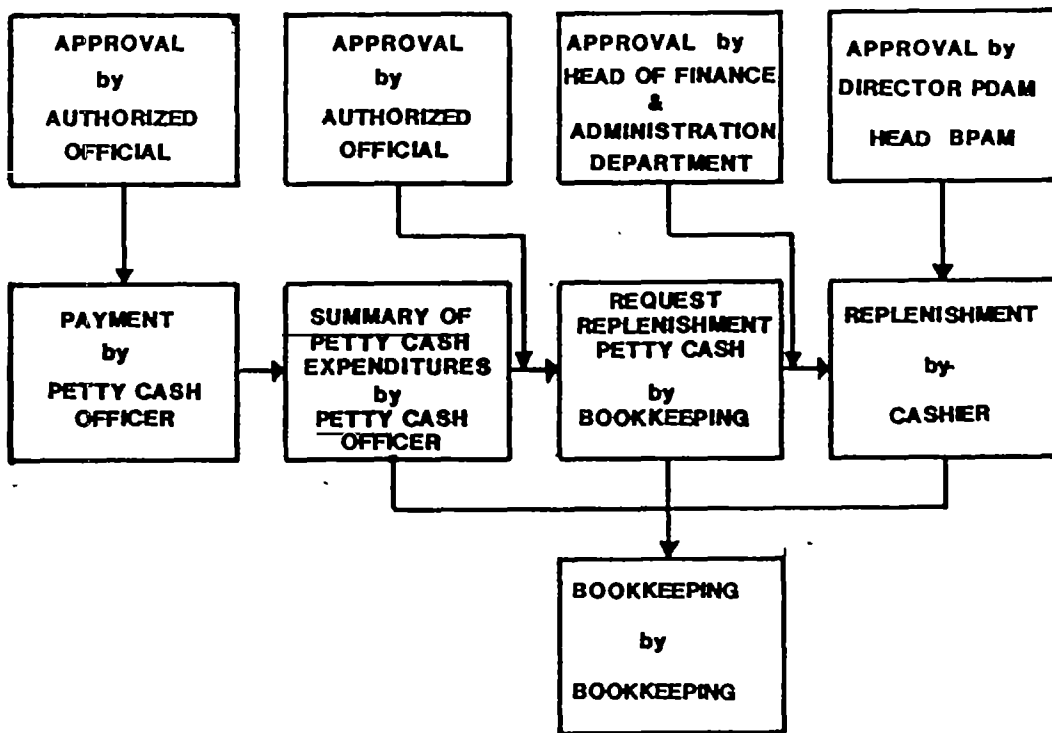 APPROVAL
by
AUTHORIZED
OFFICIAL
APPROVAL
by
AUTHORIZED
OFFICIAL
APPROVAL by
HEAD OF FINANCE
&
ADMINISTRATION
DEPARTMENT
APPROVAL by
DIRECTOR PDAM
HEAD BPAM
PAYMENT
by
PETTY CASH
OFFICER
SUMMARY OF
PETTY CASH
EXPENDITURES
by
PETTY CASH
OFFICER
REQUEST
REPLENISHMENT
PETTY CASH
by
BOOKKEEPING
REPLENISHMENT
by
CASHIER
BOOKKEEPING
by
BOOKKEEPING